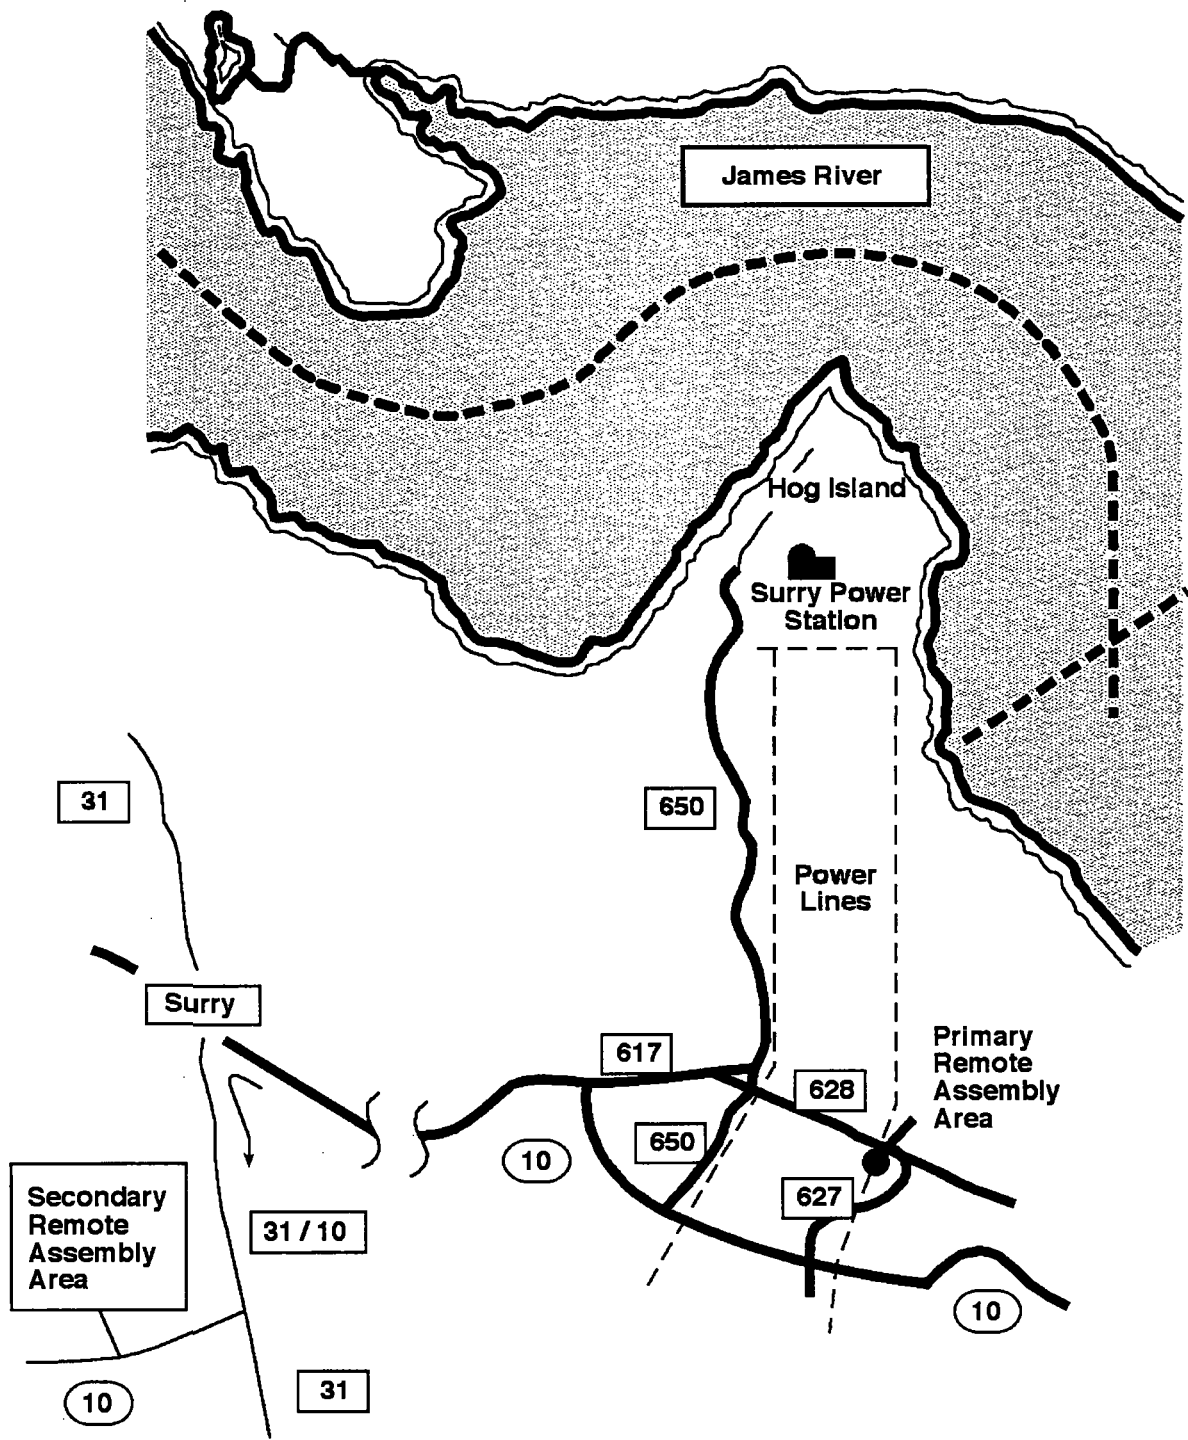 James River
Hog Island
Surry Power
Station
31
650
Power
Lines
Surry
617
Primary
Remote
Assembly
Area
628
650
10
627
Secondary
Remote
Assembly
Area
31 / 10
10
31
10